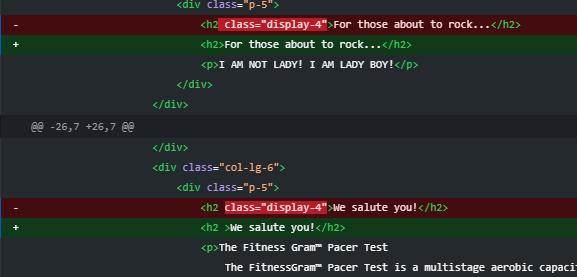 <div class="p-5">
- <h2 class="display-4">For those about to rock...</h2>
+ <h2>For those about to rock...</h2>
<p>I AM NOT LADY! I AM LADY BOY!</p>
</div>
</div>
@@ -26,7 +26,7 @@
</div>
<div class="col-lg-6">
<div class="p-5">
- <h2 class="display-4">We salute you!</h2>
+ <h2 >We salute you!</h2>
<p>The Fitness Gram™ Pacer Test
The FitnessGram™ Pacer Test is a multistage aerobic capaci